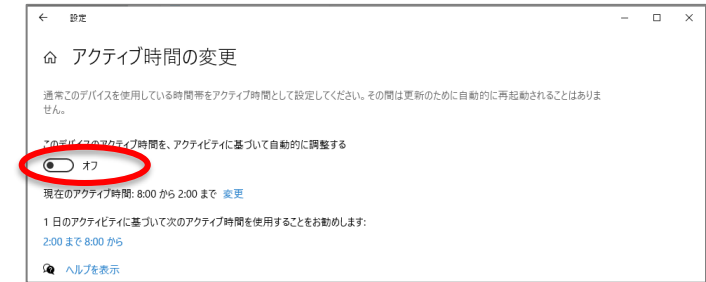 設定
アクティブ時間の変更
通常このデバイスを使用している時間帯をアクティブ時間として設定してください。その間は更新のために自動的に再起動されることはありま
せん。
このデバイスのアクティブ時間を、アクティビティに基づいて自動的に調整する
オフ
現在のアクティブ時間: 8:00 から 2:00 まで 変更
1 日のアクティビティに基づいて次のアクティブ時間を使用することをお勧めします:
2:00 まで 8:00 から
ヘルプを表示